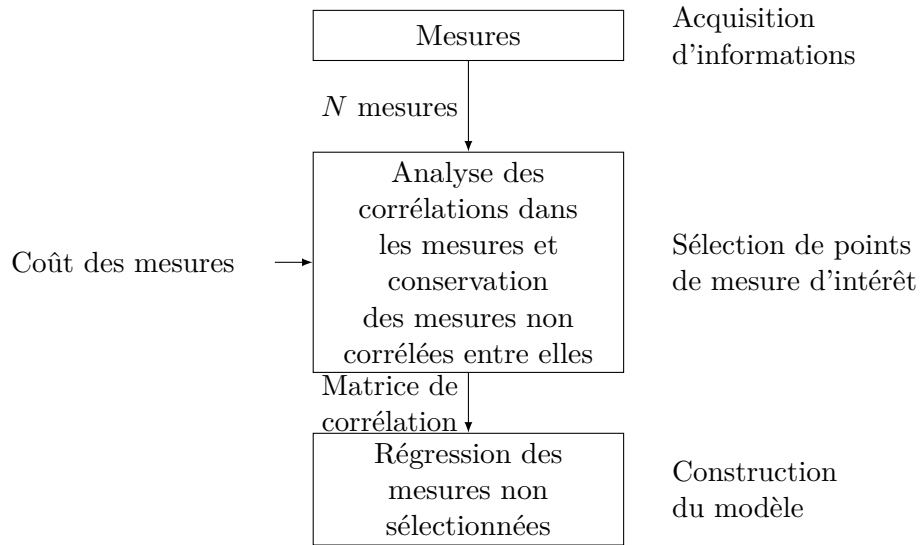 Mesures
Acquisition
d'informations
N mesures
Analyse des
corrélations dans
les mesures et
conservation
des mesures non
corrélées entre elles
Coût des mesures
Sélection de points
de mesure d'intérêt
Matrice de
corrélation
Régression des
mesures non
sélectionnées
Construction
du modèle